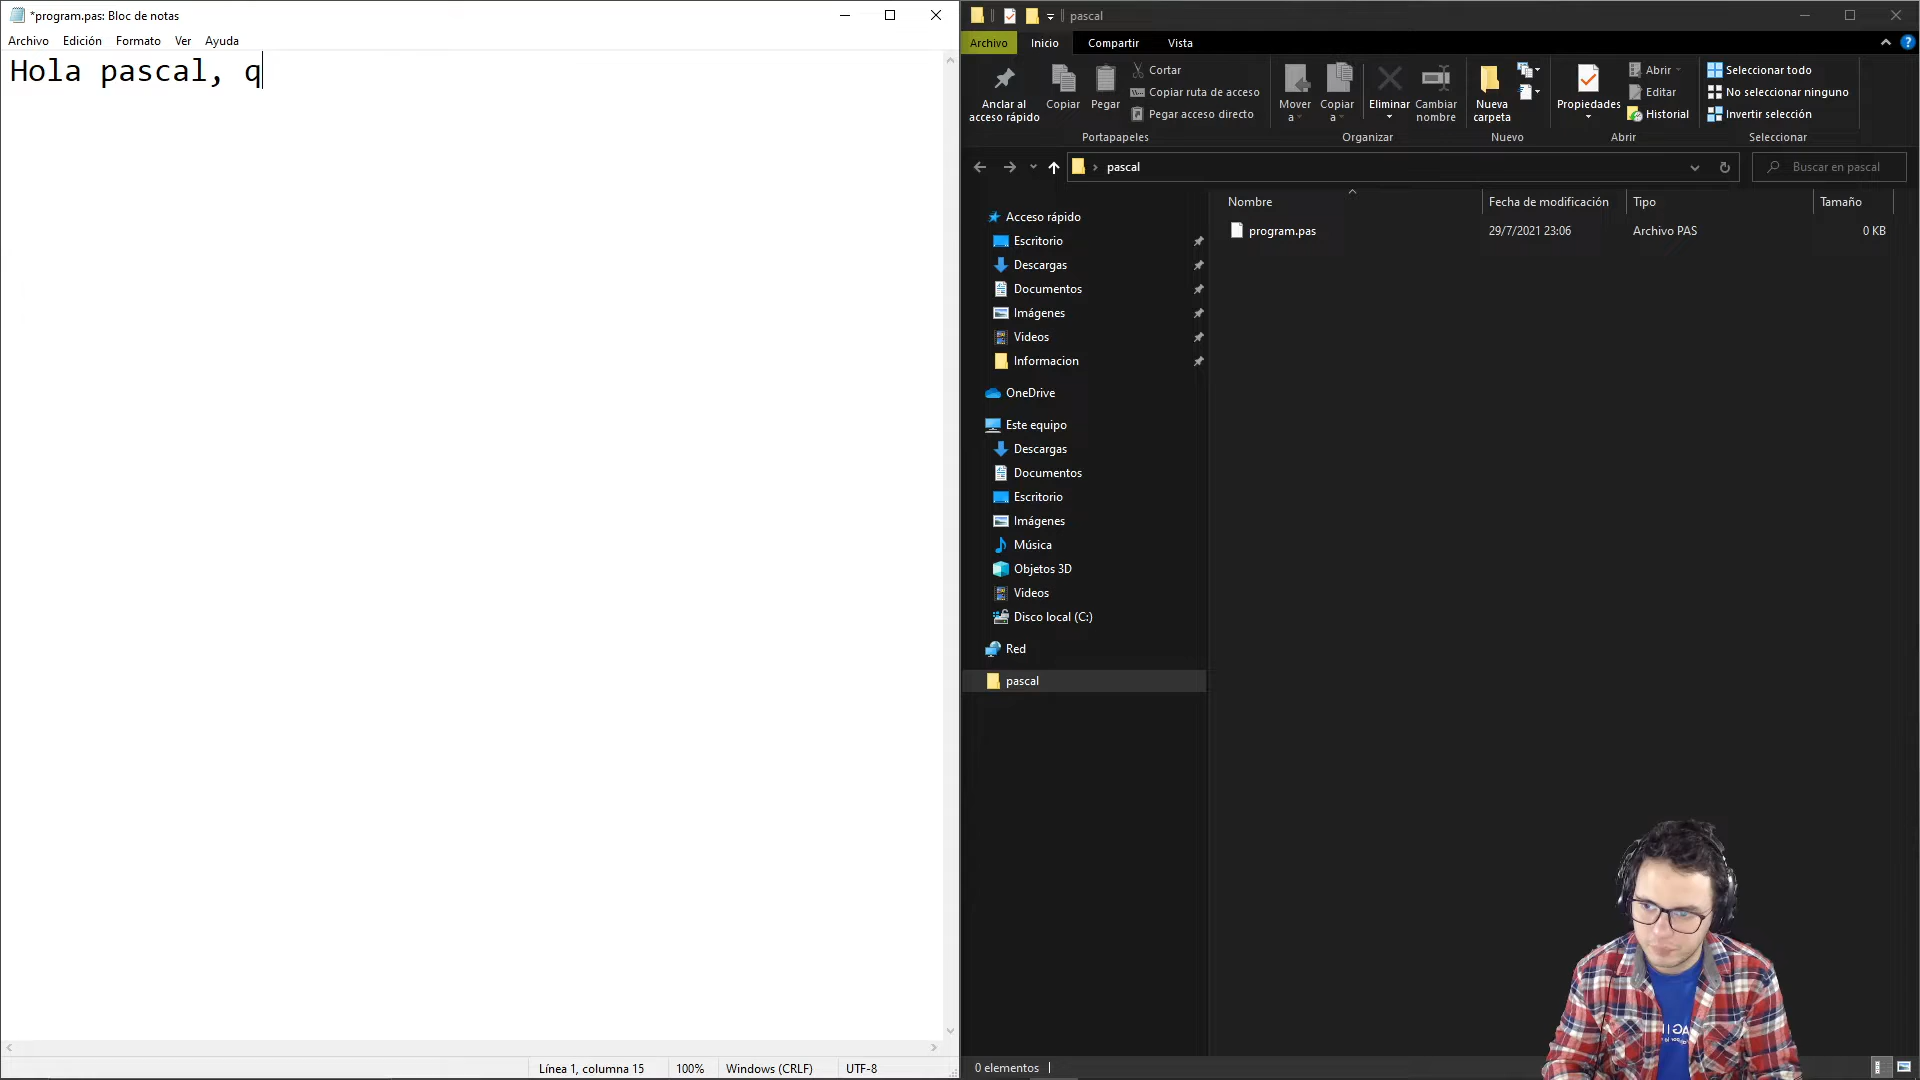 *program.pas: Bloc de notas
Archivo Edición Formato Ver Ayuda
Hola pascal, q
Línea 1, columna 15 100% Windows (CRLF) UTF-8
pascal
Archivo Inicio Compartir Vista
Anclar al acceso rápido
Copiar
Pegar
Cortar
Copiar ruta de acceso
Pegar acceso directo
Portapapeles
Mover a
Copiar a
Eliminar
Cambiar nombre
Organizar
Nueva carpeta
Nuevo
Propiedades
Abrir
Editar
Historial
Abrir
Seleccionar todo
No seleccionar ninguno
Invertir selección
Seleccionar
pascal
Buscar en pascal
Acceso rápido
Escritorio
Descargas
Documentos
Imágenes
Videos
Informacion
OneDrive
Este equipo
Descargas
Documentos
Escritorio
Imágenes
Música
Objetos 3D
Videos
Disco local (C:)
Red
pascal
Nombre Fecha de modificación Tipo Tamaño
program.pas 29/7/2021 23:06 Archivo PAS 0 KB
0 elementos